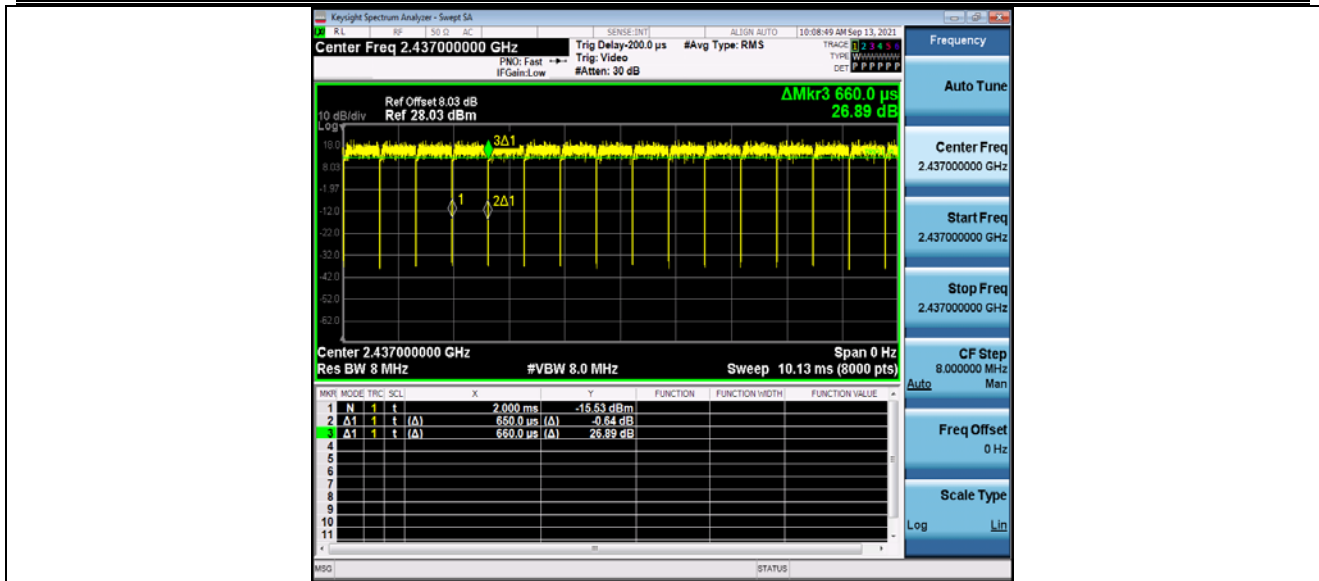 Keysight Spectrum Analyzer - Swept SA
RL RF 50 Ω AC SENSE:INT ALIGN AUTO 10:08:49 AM Sep 13, 2021
Center Freq 2.437000000 GHz
PNO: Fast
IFGain:Low
Trig Delay-200.0 µs
Trig: Video
#Atten: 30 dB
#Avg Type: RMS
TRACE 1 2 3 4 5 6
TYPE WWWWWW
DET P P P P P P
ΔMkr3 660.0 µs
26.89 dB
Ref Offset 8.03 dB
10 dB/div Ref 28.03 dBm
Log
18.0
8.03
-1.97
-12.0
-22.0
-32.0
-42.0
-52.0
-62.0
3Δ1
1
2Δ1
Center 2.437000000 GHz Span 0 Hz
Res BW 8 MHz #VBW 8.0 MHz Sweep 10.13 ms (8000 pts)
MKR MODE TRC SCL X Y FUNCTION FUNCTION WIDTH FUNCTION VALUE
1 N 1 t 2.000 ms -15.53 dBm
2 Δ1 1 t (Δ) 650.0 µs (Δ) -0.64 dB
3 Δ1 1 t (Δ) 660.0 µs (Δ) 26.89 dB
4
5
6
7
8
9
10
11
MSG STATUS
Frequency
Auto Tune
Center Freq
2.437000000 GHz
Start Freq
2.437000000 GHz
Stop Freq
2.437000000 GHz
CF Step
8.000000 MHz
Auto Man
Freq Offset
0 Hz
Scale Type
Log Lin